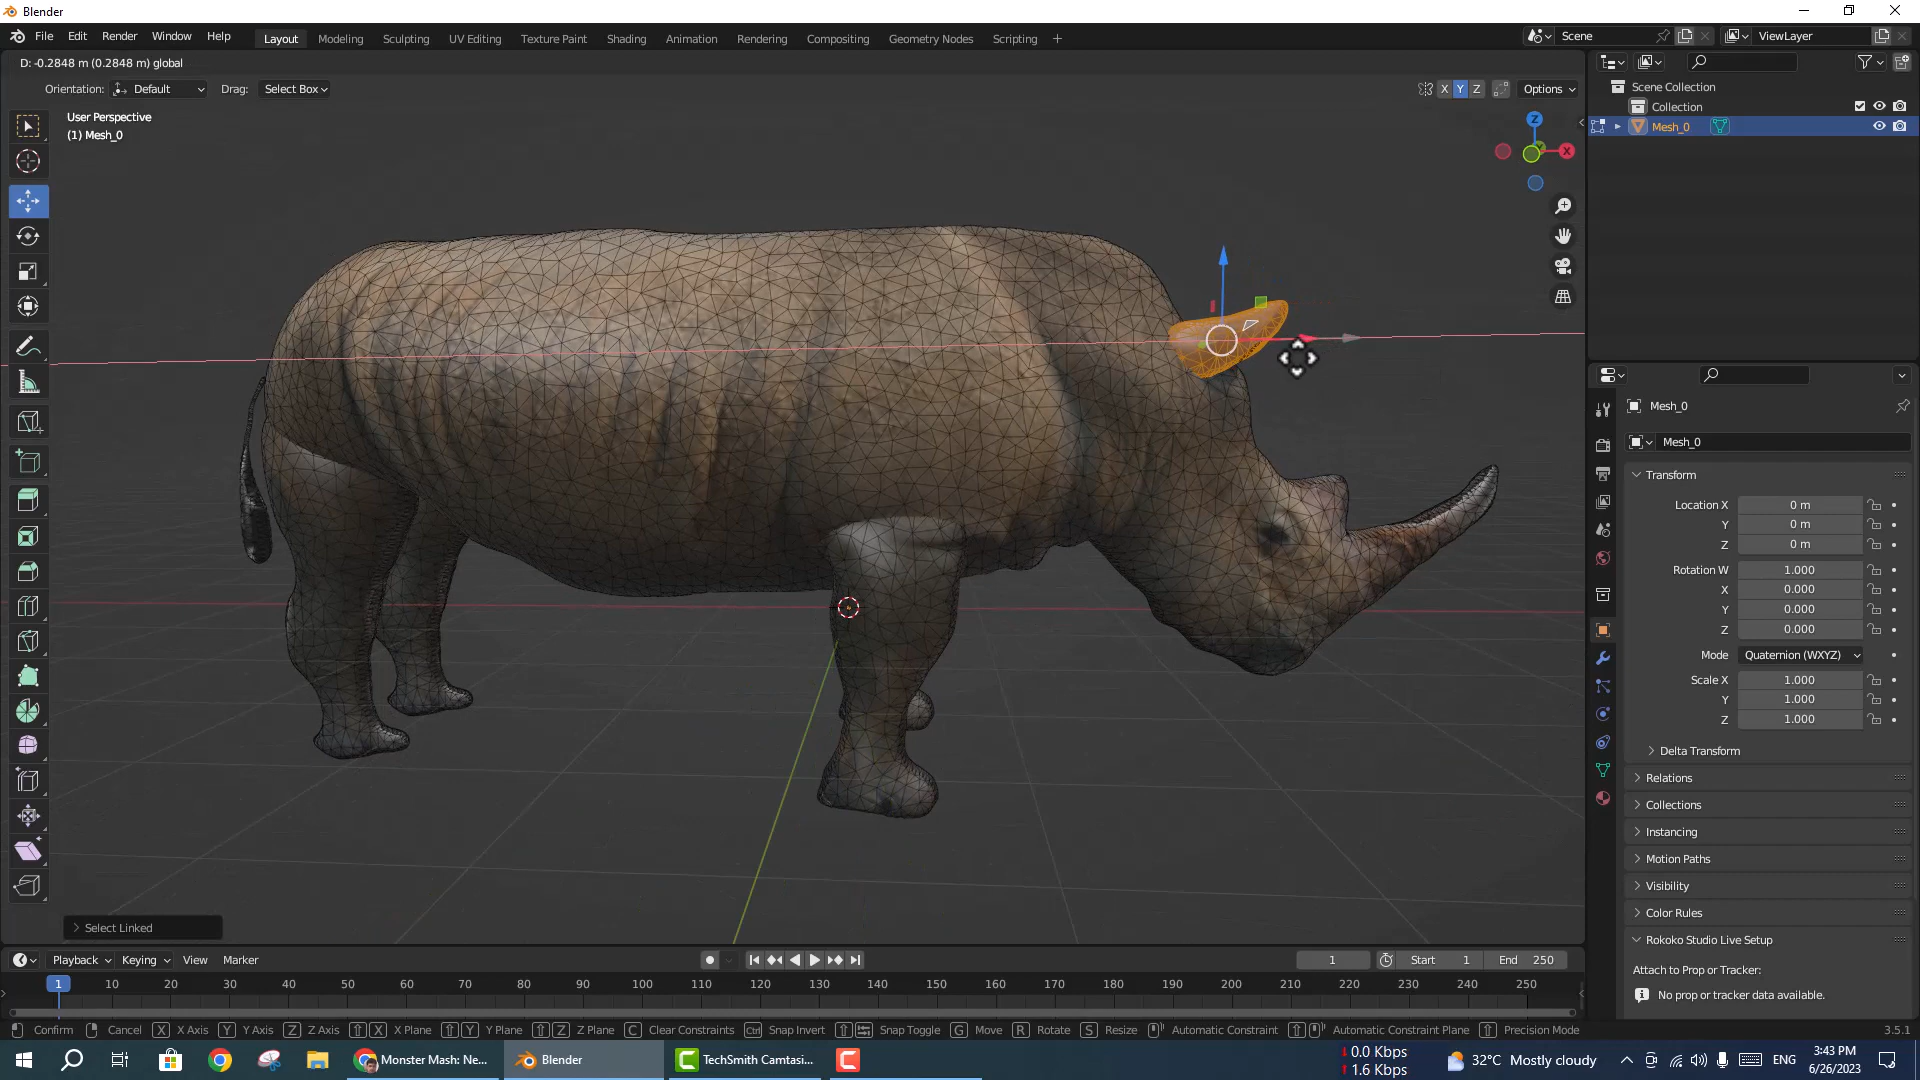 Blender
File Edit Render Window Help Layout Modeling Sculpting UV Editing Texture Paint Shading Animation Rendering Compositing Geometry Nodes Scripting + Scene ViewLayer
D: -0.2848 m (0.2848 m) global
Orientation: Default Drag: Select Box X Y Z Options
User Perspective
(1) Mesh_0
Z
X
Scene Collection
Collection
Mesh_0
Mesh_0
Mesh_0
Transform
Location X 0 m
Y 0 m
Z 0 m
Rotation W 1.000
X 0.000
Y 0.000
Z 0.000
Mode Quaternion (WXYZ)
Scale X 1.000
Y 1.000
Z 1.000
Delta Transform
Relations
Collections
Instancing
Motion Paths
Visibility
Color Rules
Rokoko Studio Live Setup
Attach to Prop or Tracker:
No prop or tracker data available.
Select Linked
Playback Keying View Marker 1 Start 1 End 250
1 10 20 30 40 50 60 70 80 90 100 110 120 130 140 150 160 170 180 190 200 210 220 230 240 250
Confirm Cancel X X Axis Y Y Axis Z Z Axis X X Plane Y Y Plane Z Z Plane C Clear Constraints Ctrl Snap Invert Snap Toggle G Move R Rotate S Resize Automatic Constraint Automatic Constraint Plane Precision Mode 3.5.1
Monster Mash: Ne... Blender TechSmith Camtasi...
0.0 Kbps
1.6 Kbps
32°C Mostly cloudy
ENG
3:43 PM
6/26/2023